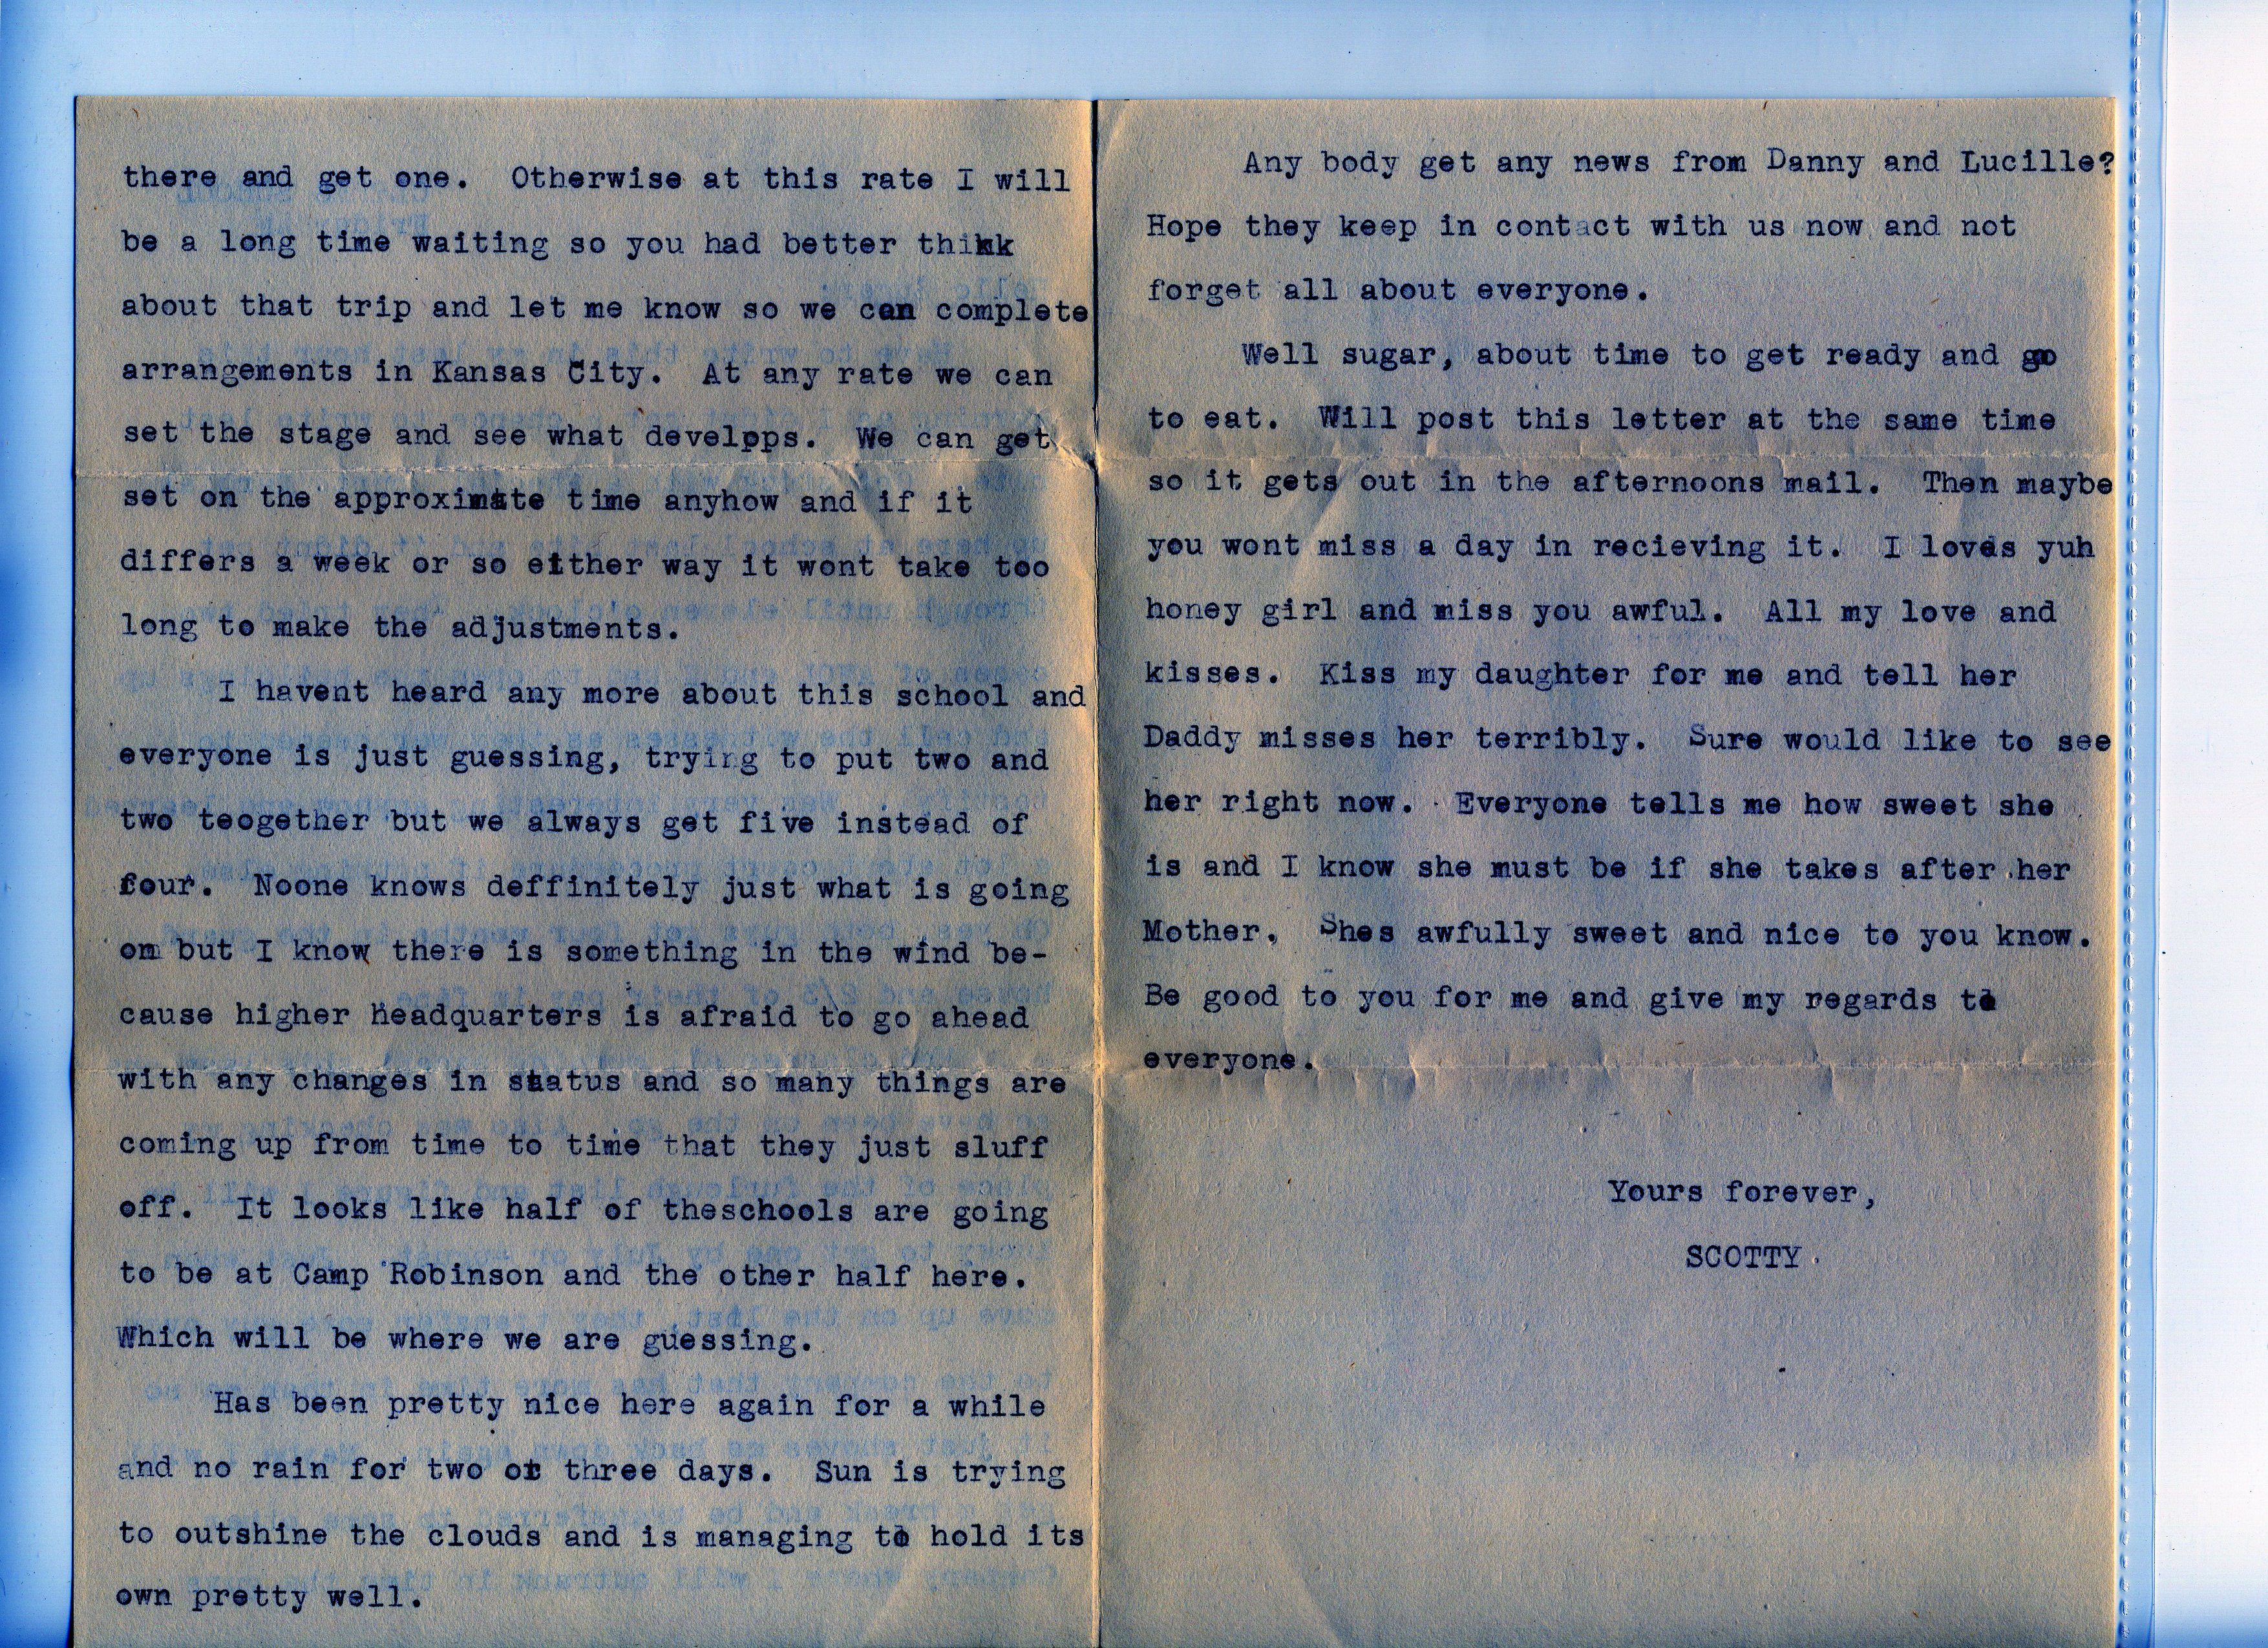 there and get one. Otherwise at this rate I will
be a long time waiting so you had better think
about that trip and let me know so we can complete
arrangements in Kansas City. At any rate we can
set the stage and see what develpps. We can get
set on the approximate time anyhow and if it
differs a week or so either way it wont take too
long to make the adjustments.
I havent heard any more about this school and
everyone is just guessing, trying to put two and
two teogether but we always get five instead of
four. Noone knows deffinitely just what is going
on but I know there is something in the wind be-
cause higher headquarters is afraid to go ahead
with any changes in status and so many things are
coming up from time to time that they just sluff
off. It looks like half of theschools are going
to be at Camp Robinson and the other half here.
Which will be where we are guessing.
Has been pretty nice here again for a while
and no rain for two or three days. Sun is trying
to outshine the clouds and is managing to hold its
own pretty well.
Any body get any news from Danny and Lucille?
Hope they keep in contact with us now and not
forget all about everyone.
Well sugar, about time to get ready and go
to eat. Will post this letter at the same time
so it gets out in the afternoons mail. Then maybe
you wont miss a day in recieving it. I loves yuh
honey girl and miss you awful. All my love and
kisses. Kiss my daughter for me and tell her
Daddy misses her terribly. Sure would like to see
her right now. Everyone tells me how sweet she
is and I know she must be if she takes after her
Mother. Shes awfully sweet and nice to you know.
Be good to you for me and give my regards to
everyone.
Yours forever,
SCOTTY.